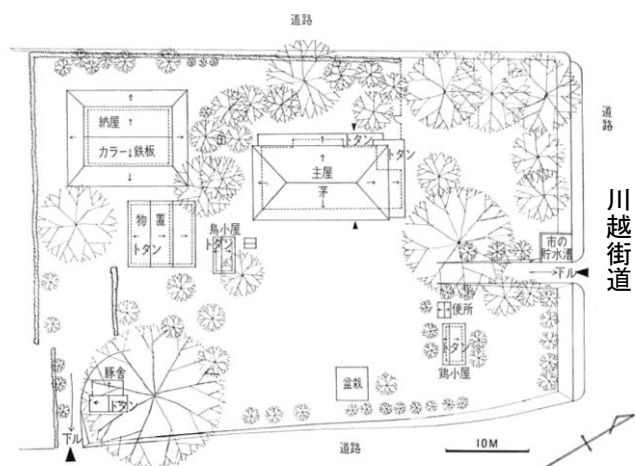 道路
納屋
カラー鉄板
トタン
トタン
主屋
茅
道路
川越街道
物置
トタン
鳥小屋
トタン
市の
貯水漕
下ル
便所
トタン
鶏小屋
豚舎
トタン
盆栽
下ル
道路
10M